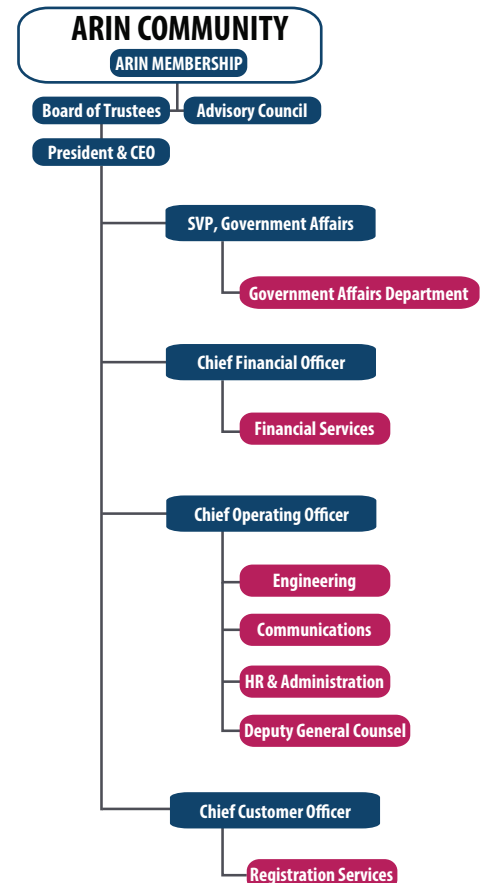 ARIN COMMUNITY
ARIN MEMBERSHIP
Board of Trustees
Advisory Council
President & CEO
SVP, Government Affairs
Government Affairs Department
Chief Financial Officer
Financial Services
Chief Operating Officer
Engineering
Communications
HR & Administration
Deputy General Counsel
Chief Customer Officer
Registration Services